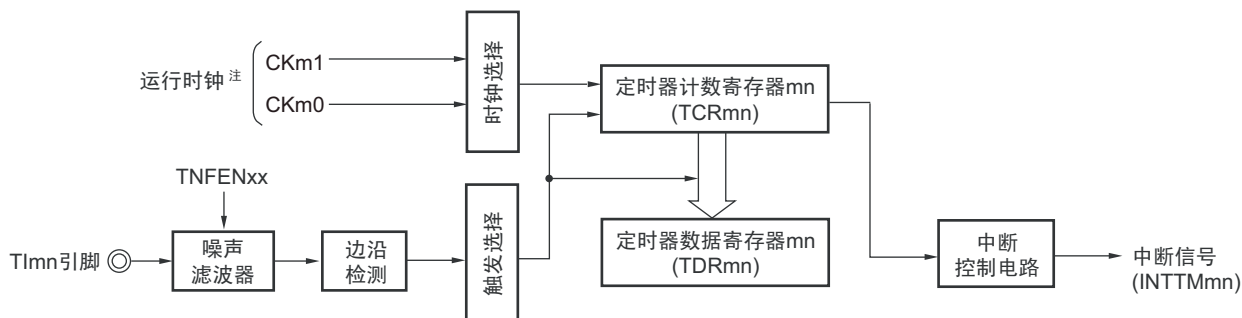 运行时钟 注
CKm1
CKm0
时钟选择
定时器计数寄存器mn
(TCRmn)
TNFENxx
TImn引脚
噪声
滤波器
边沿
检测
触发选择
定时器数据寄存器mn
(TDRmn)
中断
控制电路
中断信号
(INTTMmn)